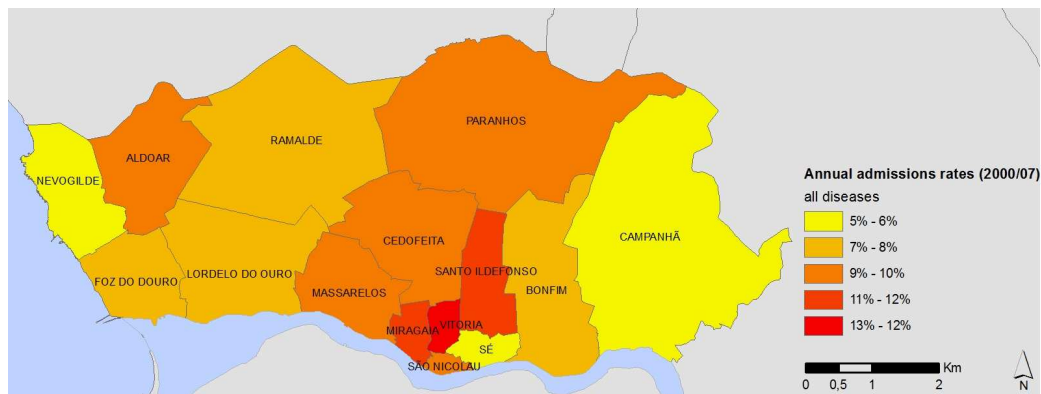 PARANHOS
RAMALDE
ALDOAR
NEVOGILDE
CAMPANHÃ
CEDOFEITA
SANTO ILDEFONSO
LORDELO DO OURO
FOZ DO DOURO
MASSARELOS
BONFIM
MIRAGAIA
VITORIA
SÉ
SÃO NICOLAU
Annual admissions rates (2000/07)
all diseases
5% - 6%
7% - 8%
9% - 10%
11% - 12%
13% - 12%
Km
0 0,5 1 2
N